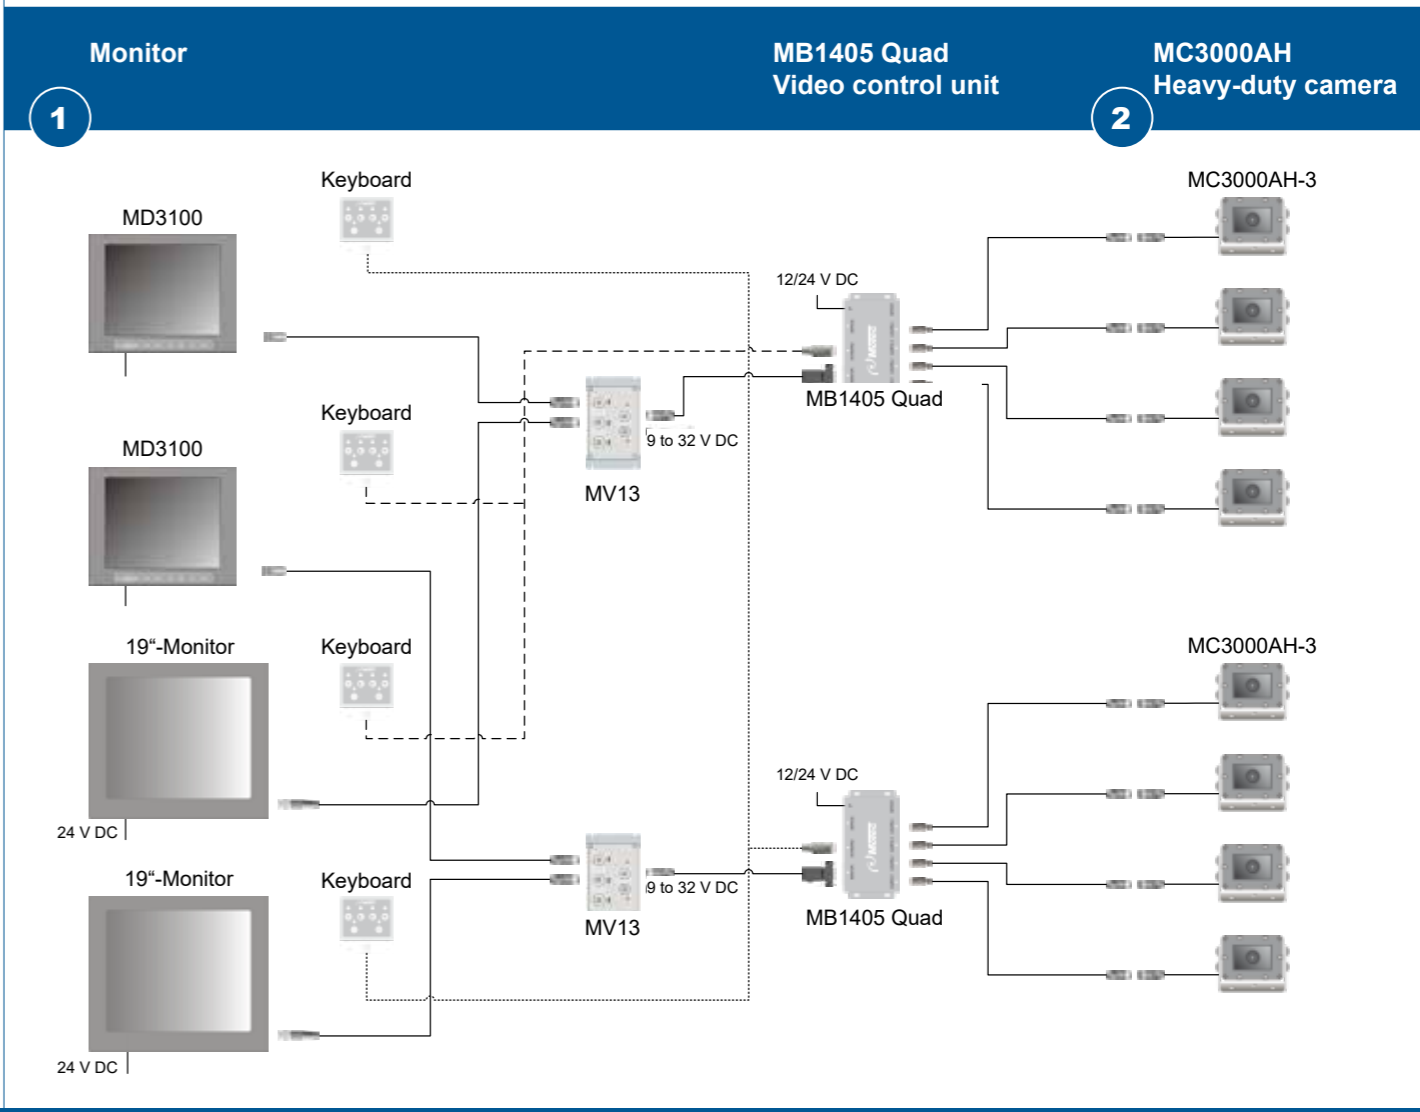 Monitor
MB1405 Quad
Video control unit
MC3000AH
Heavy-duty camera
1
2
Keyboard
MD3100
MC3000AH-3
12/24 V DC
MB1405 Quad
Keyboard
9 to 32 V DC
MD3100
MV13
19“-Monitor
Keyboard
MC3000AH-3
12/24 V DC
24 V DC
19“-Monitor
Keyboard
9 to 32 V DC
MV13
MB1405 Quad
24 V DC